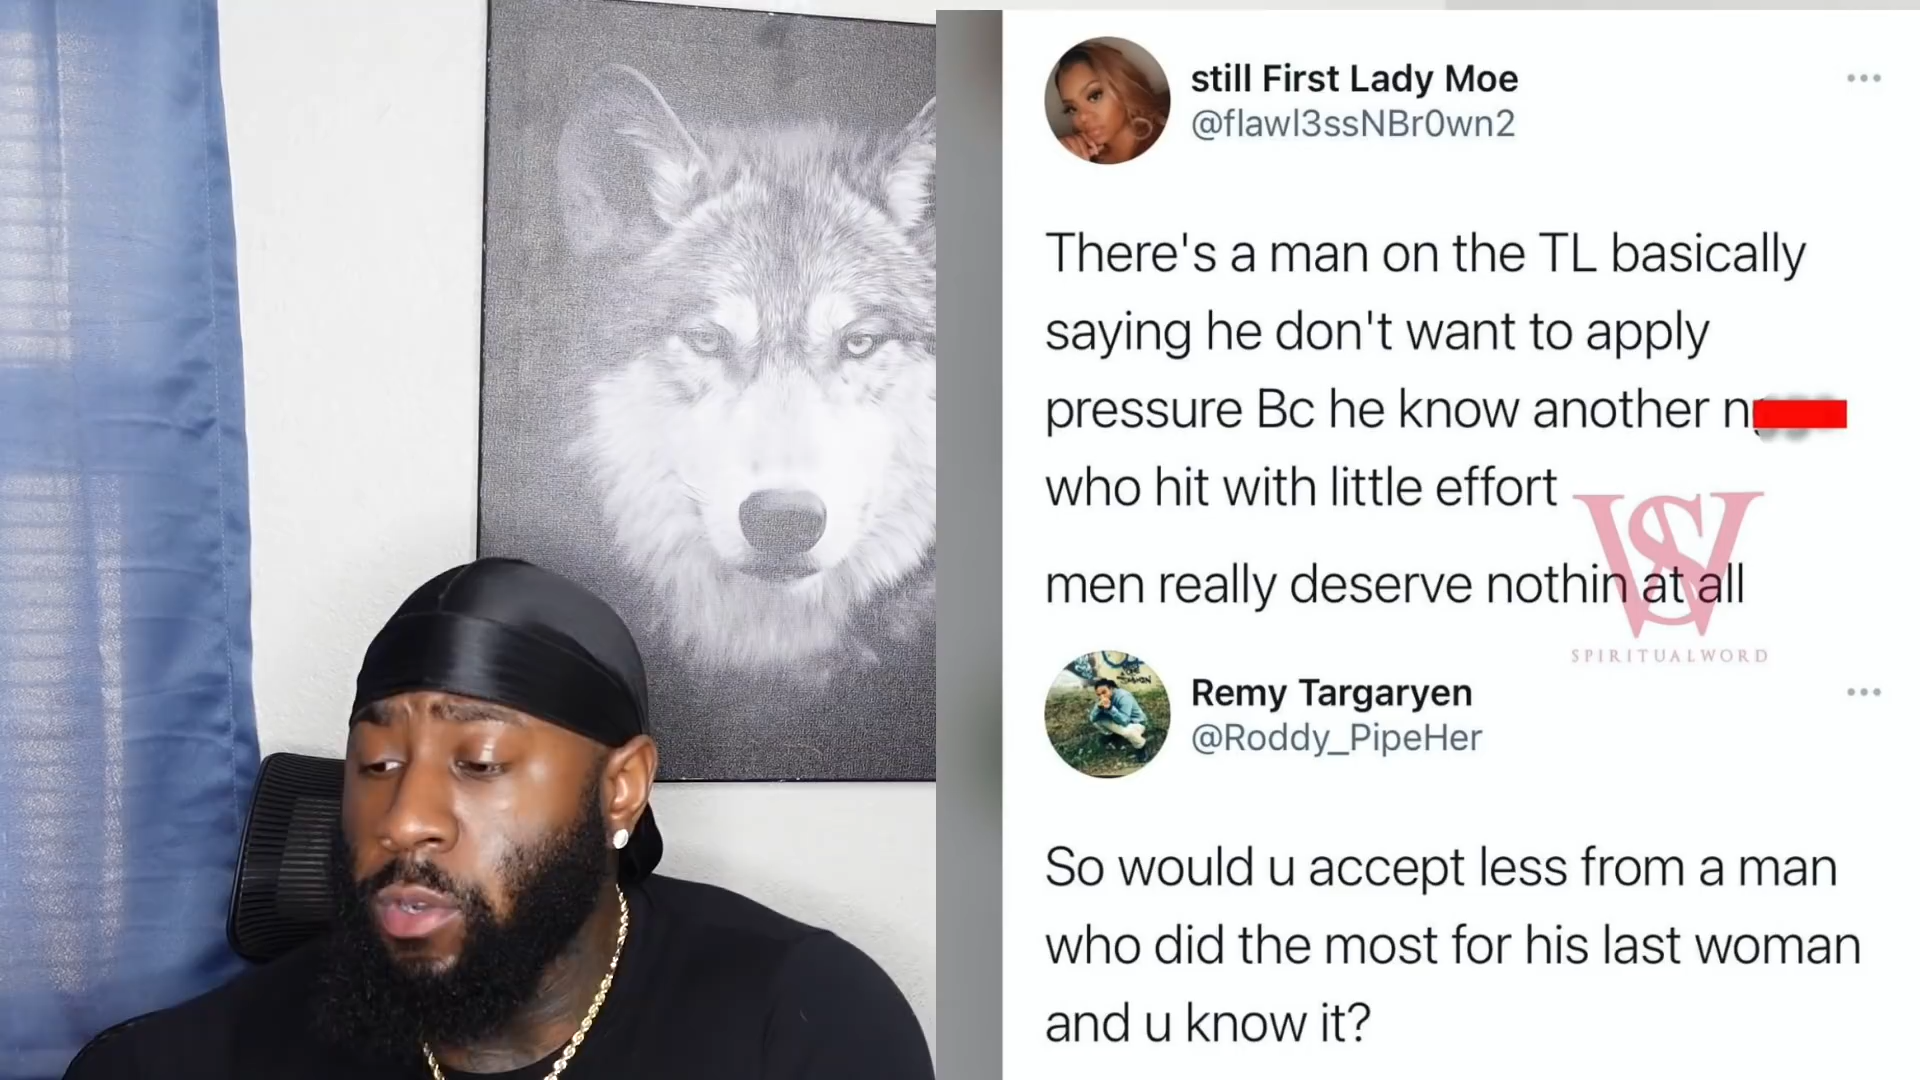 still First Lady Moe
@flawl3ssNBr0wn2
There's a man on the TL basically
saying he don't want to apply
pressure Bc he know another n
who hit with little effort
men really deserve nothin at all
SW
SPIRITUALWORD
Remy Targaryen
@Roddy_PipeHer
So would u accept less from a man
who did the most for his last woman
and u know it?